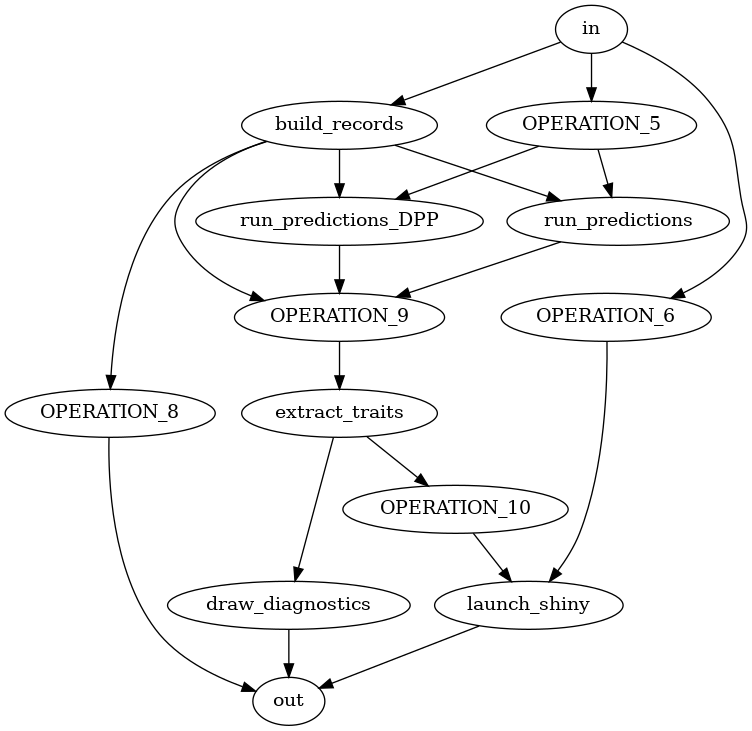 in
build_records
OPERATION_5
run_predictions_DPP
run_predictions
OPERATION_9
OPERATION_6
OPERATION_8
extract_traits
OPERATION_10
draw_diagnostics
launch_shiny
out